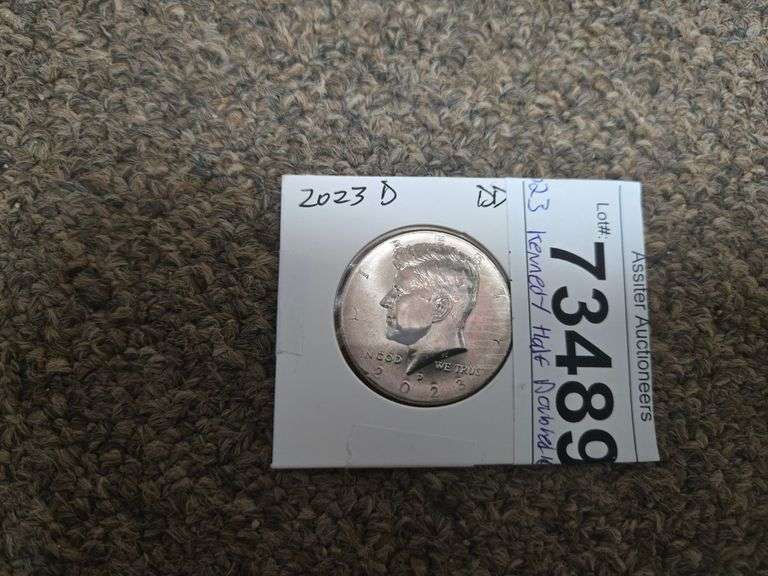 2023 D DD
IN GOD WE TRUST
D
2023
Assiter Auctioneers
Lot#:
73489
23 Kennedy Half Doubled